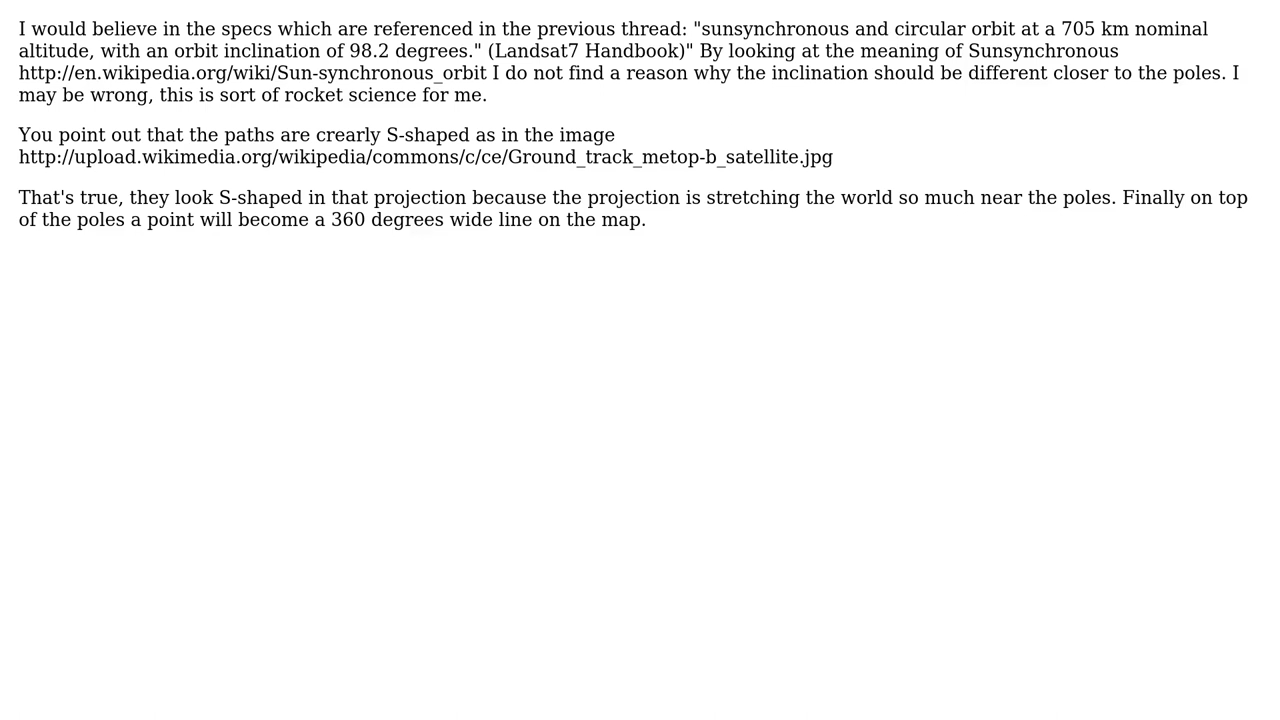 I would believe in the specs which are referenced in the previous thread: "sunsynchronous and circular orbit at a 705 km nominal
altitude, with an orbit inclination of 98.2 degrees." (Landsat7 Handbook)" By looking at the meaning of Sunsynchronous
http://en.wikipedia.org/wiki/Sun-synchronous_orbit I do not find a reason why the inclination should be different closer to the poles. I
may be wrong, this is sort of rocket science for me.
You point out that the paths are crearly S-shaped as in the image
http://upload.wikimedia.org/wikipedia/commons/c/ce/Ground_track_metop-b_satellite.jpg
That's true, they look S-shaped in that projection because the projection is stretching the world so much near the poles. Finally on top
of the poles a point will become a 360 degrees wide line on the map.